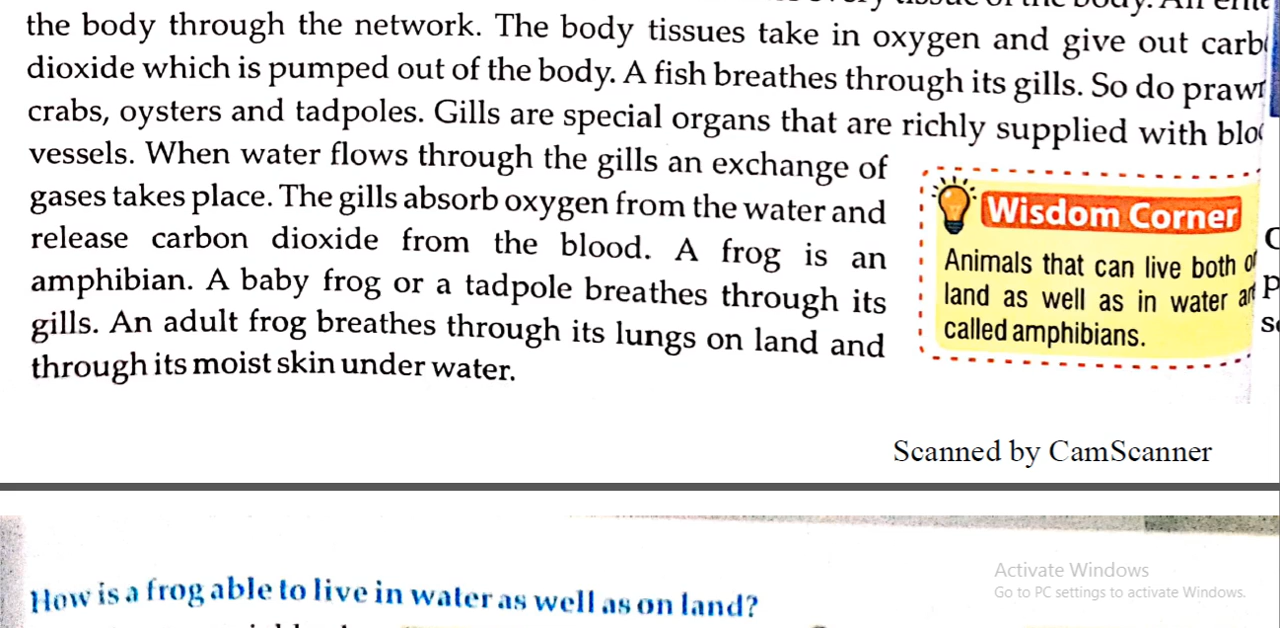 the body through the network. The body tissues take in oxygen and give out carb
dioxide which is pumped out of the body. A fish breathes through its gills. So do praw
crabs, oysters and tadpoles. Gills are special organs that are richly supplied with blo
vessels. When water flows through the gills an exchange of
gases takes place. The gills absorb oxygen from the water and
release carbon dioxide from the blood. A frog is an
amphibian. A baby frog or a tadpole breathes through its
gills. An adult frog breathes through its lungs on land and
through its moist skin under water.
Wisdom Corner
Animals that can live both
land as well as in water
called amphibians.
Scanned by CamScanner
How is a frog able to live in water as well as on land?
Activate Windows
Go to PC settings to activate Windows.